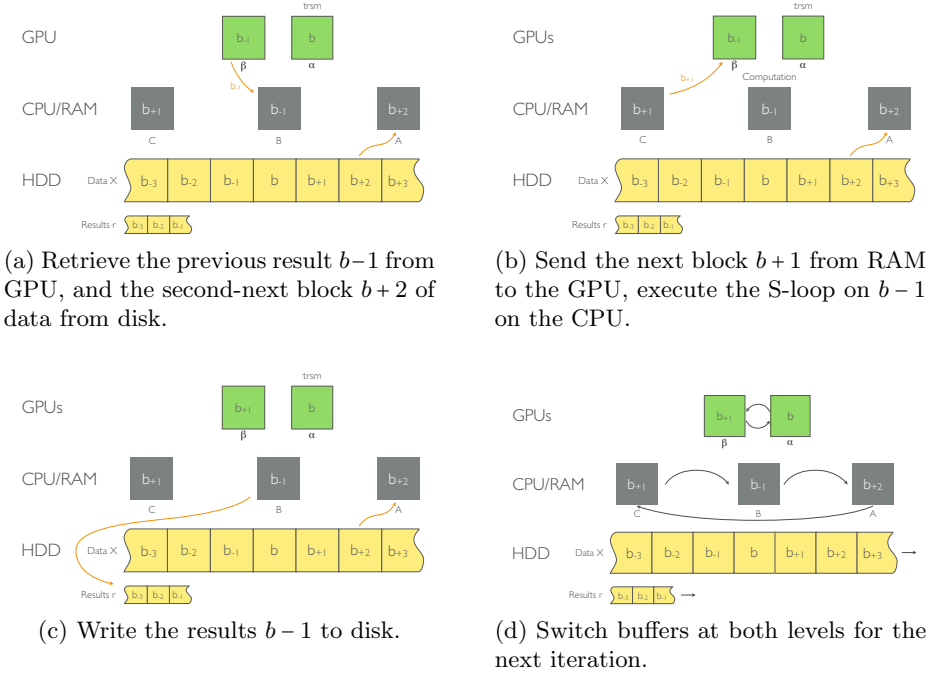 trsm
GPU b₋₁ b
β α
b₋₁
CPU/RAM b₊₁ b₋₁ b₊₂
C B A
HDD Data X b₋₃ b₋₂ b₋₁ b b₊₁ b₊₂ b₊₃
Results r b₋₃ b₋₂ b₋₁
(a) Retrieve the previous result b−1 from
GPU, and the second-next block b + 2 of
data from disk.
trsm
GPUs b₋₁ b
β α
b₊₁ Computation
CPU/RAM b₊₁ b₋₁ b₊₂
C B A
HDD Data X b₋₃ b₋₂ b₋₁ b b₊₁ b₊₂ b₊₃
Results r b₋₃ b₋₂ b₋₁
(b) Send the next block b + 1 from RAM
to the GPU, execute the S-loop on b − 1
on the CPU.
trsm
GPUs b₊₁ b
β α
CPU/RAM b₊₁ b₋₁ b₊₂
C B A
HDD Data X b₋₃ b₋₂ b₋₁ b b₊₁ b₊₂ b₊₃
Results r b₋₃ b₋₂ b₋₁
(c) Write the results b − 1 to disk.
GPUs b₊₁ b
β α
CPU/RAM b₊₁ b₋₁ b₊₂
C B A
HDD Data X b₋₃ b₋₂ b₋₁ b b₊₁ b₊₂ b₊₃
Results r b₋₃ b₋₂ b₋₁
(d) Switch buffers at both levels for the
next iteration.